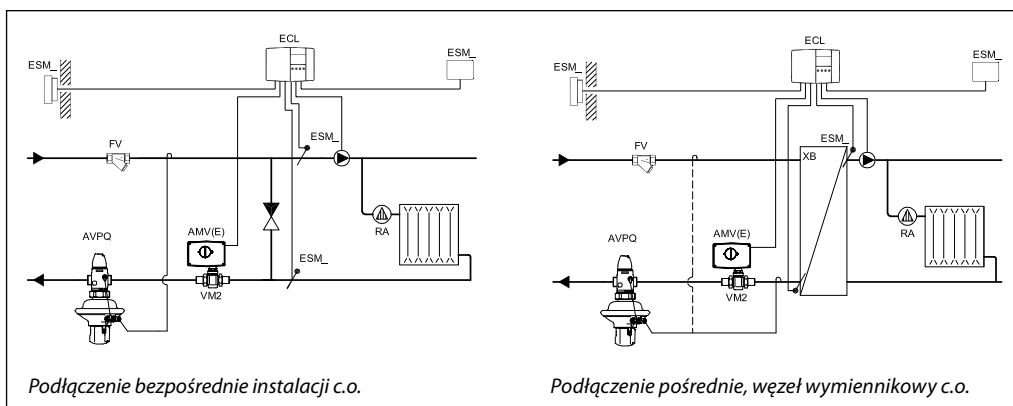 ECL
ESM_
ESM_
FV
ESM_
AVPQ
AMV(E)
RA
ESM_
VM2
Podłączenie bezpośrednie instalacji c.o.
ECL
ESM_
ESM_
ESM_
FV
XB
AVPQ
AMV(E)
RA
VM2
Podłączenie pośrednie, węzeł wymiennikowy c.o.